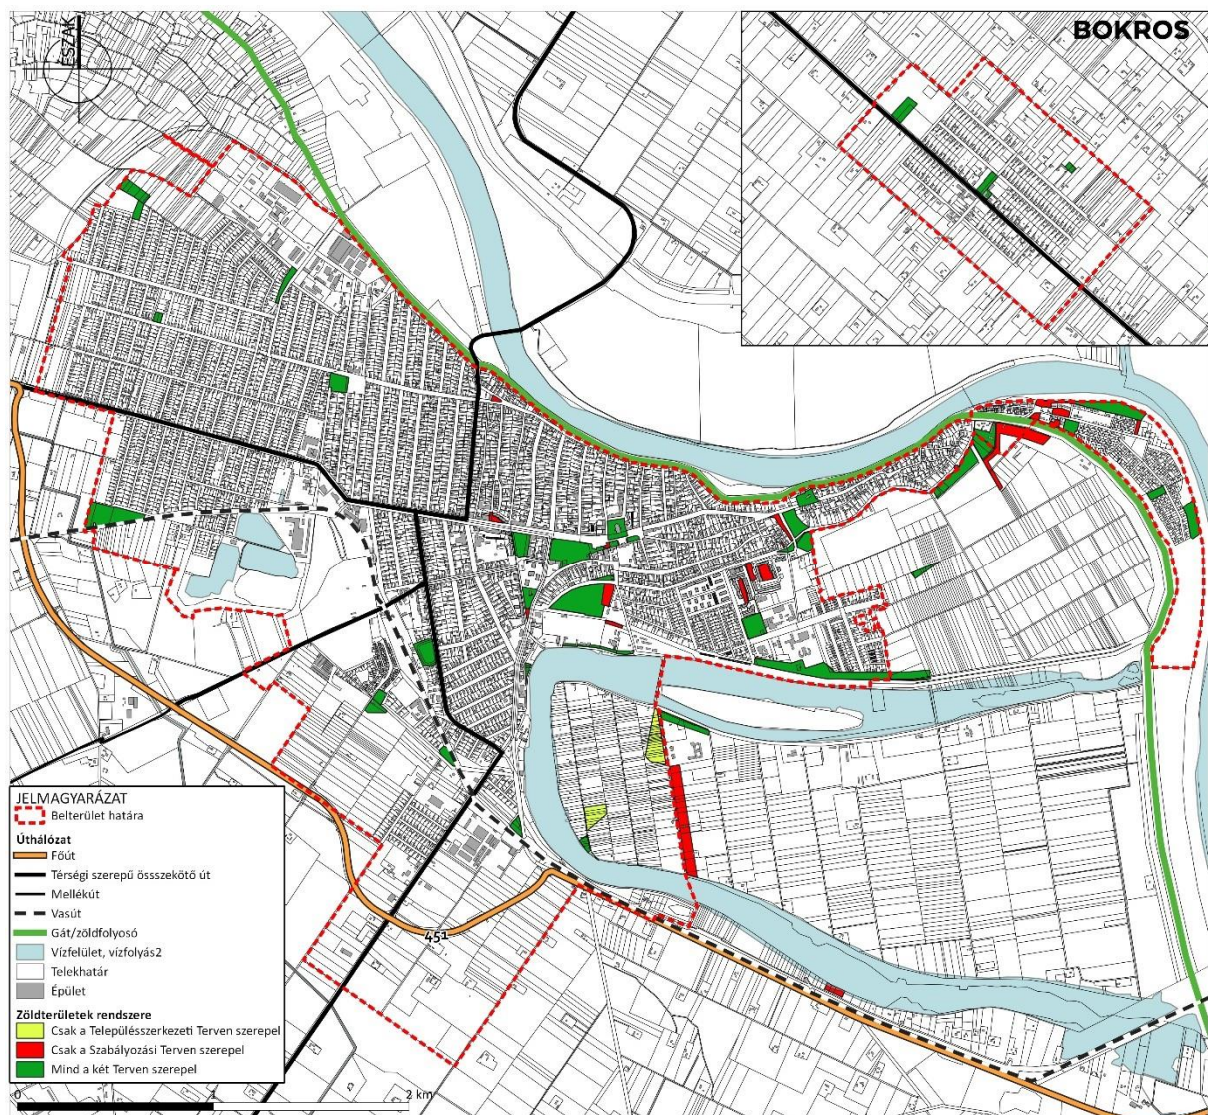 ÉSZAK
BOKROS
451
JELMAGYARÁZAT
Belterület határa
Úthálózat
Főút
Térségi szerepű össszekötő út
Mellékút
Vasút
Gát/zöldfolyosó
Vízfelület, vízfolyás2
Telekhatár
Épület
Zöldterületek rendszere
Csak a Településszerkezeti Terven szerepel
Csak a Szabályozási Terven szerepel
Mind a két Terven szerepel
0 1 2 km